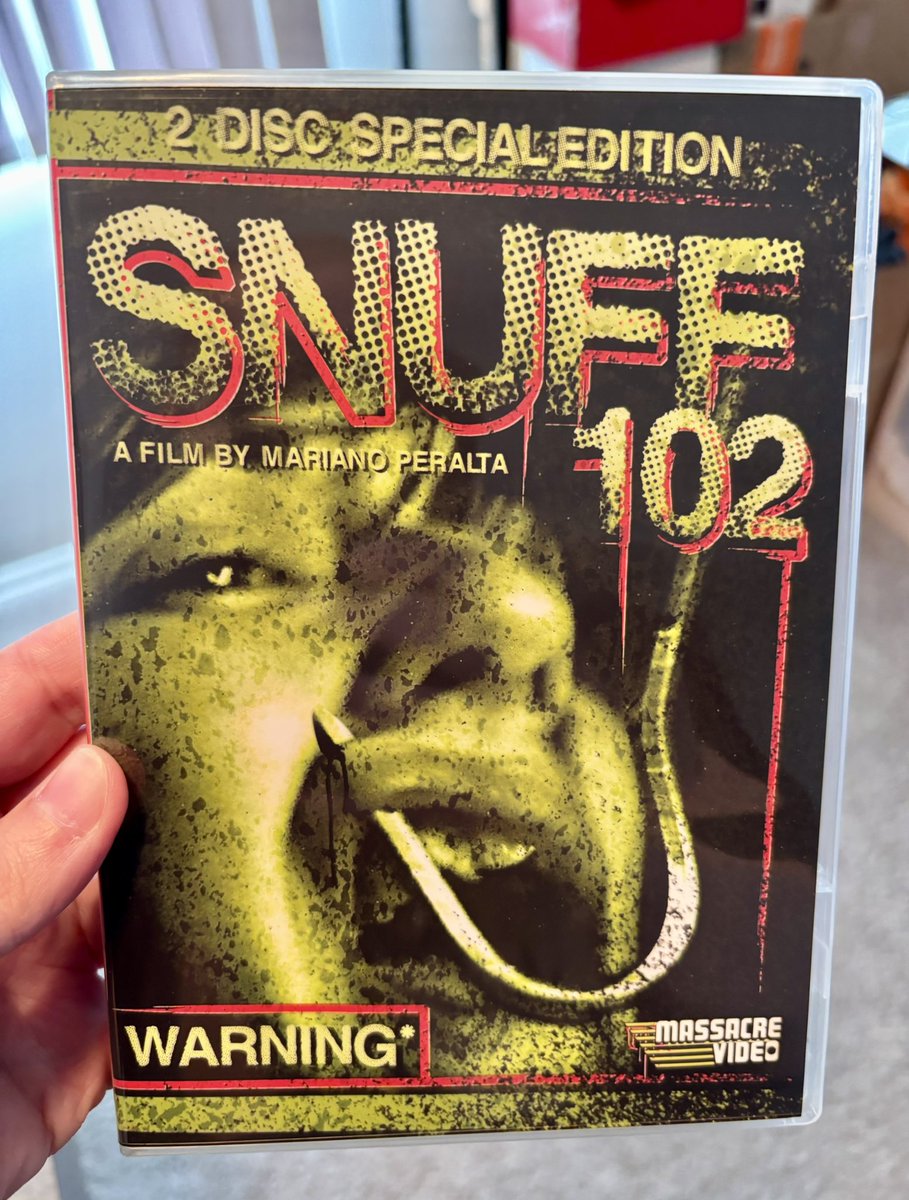 2 DISC SPECIAL EDITION
SNUFF
102
A FILM BY MARIANO PERALTA
WARNING*
MASSACRE
VIDEO